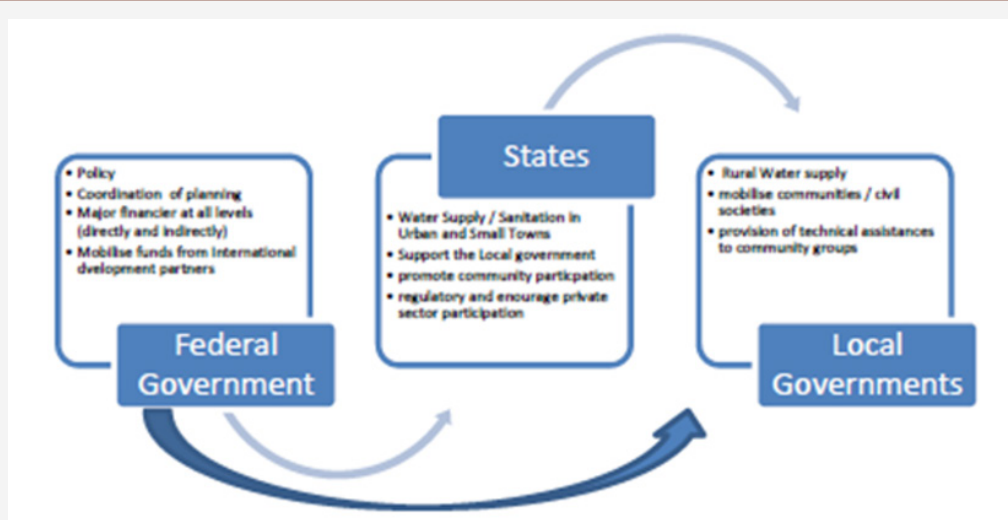 • Policy
• Coordination of planning
• Major financier at all levels
(directly and indirectly)
• Mobilise funds from International
dvelopment partners
Federal
Government
States
• Water Supply / Sanitation in
Urban and Small Towns
• Support the Local government
• promote community particpation
• regulatory and enourage private
sector participation
• Rural Water supply
• mobilise communities / civil
societies
• provision of technical assistances
to community groups
Local
Governments